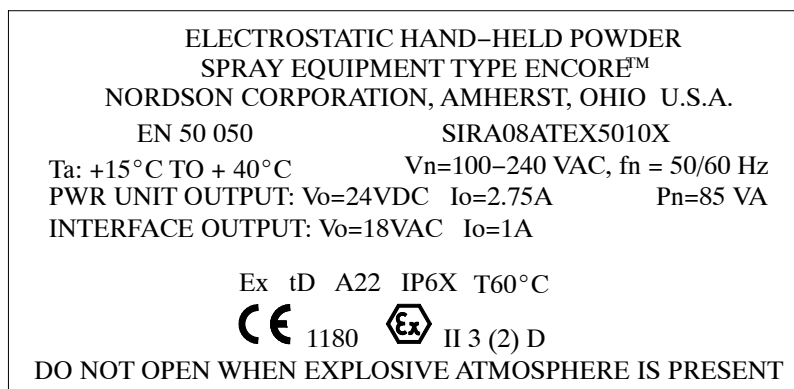 ELECTROSTATIC HAND–HELD POWDER
SPRAY EQUIPMENT TYPE ENCORE™
NORDSON CORPORATION, AMHERST, OHIO U.S.A.
EN 50 050 SIRA08ATEX5010X
Ta: +15°C TO + 40°C Vn=100–240 VAC, fn = 50/60 Hz
PWR UNIT OUTPUT: Vo=24VDC Io=2.75A Pn=85 VA
INTERFACE OUTPUT: Vo=18VAC Io=1A
Ex tD A22 IP6X T60°C
CE 1180 Ex II 3 (2) D
DO NOT OPEN WHEN EXPLOSIVE ATMOSPHERE IS PRESENT